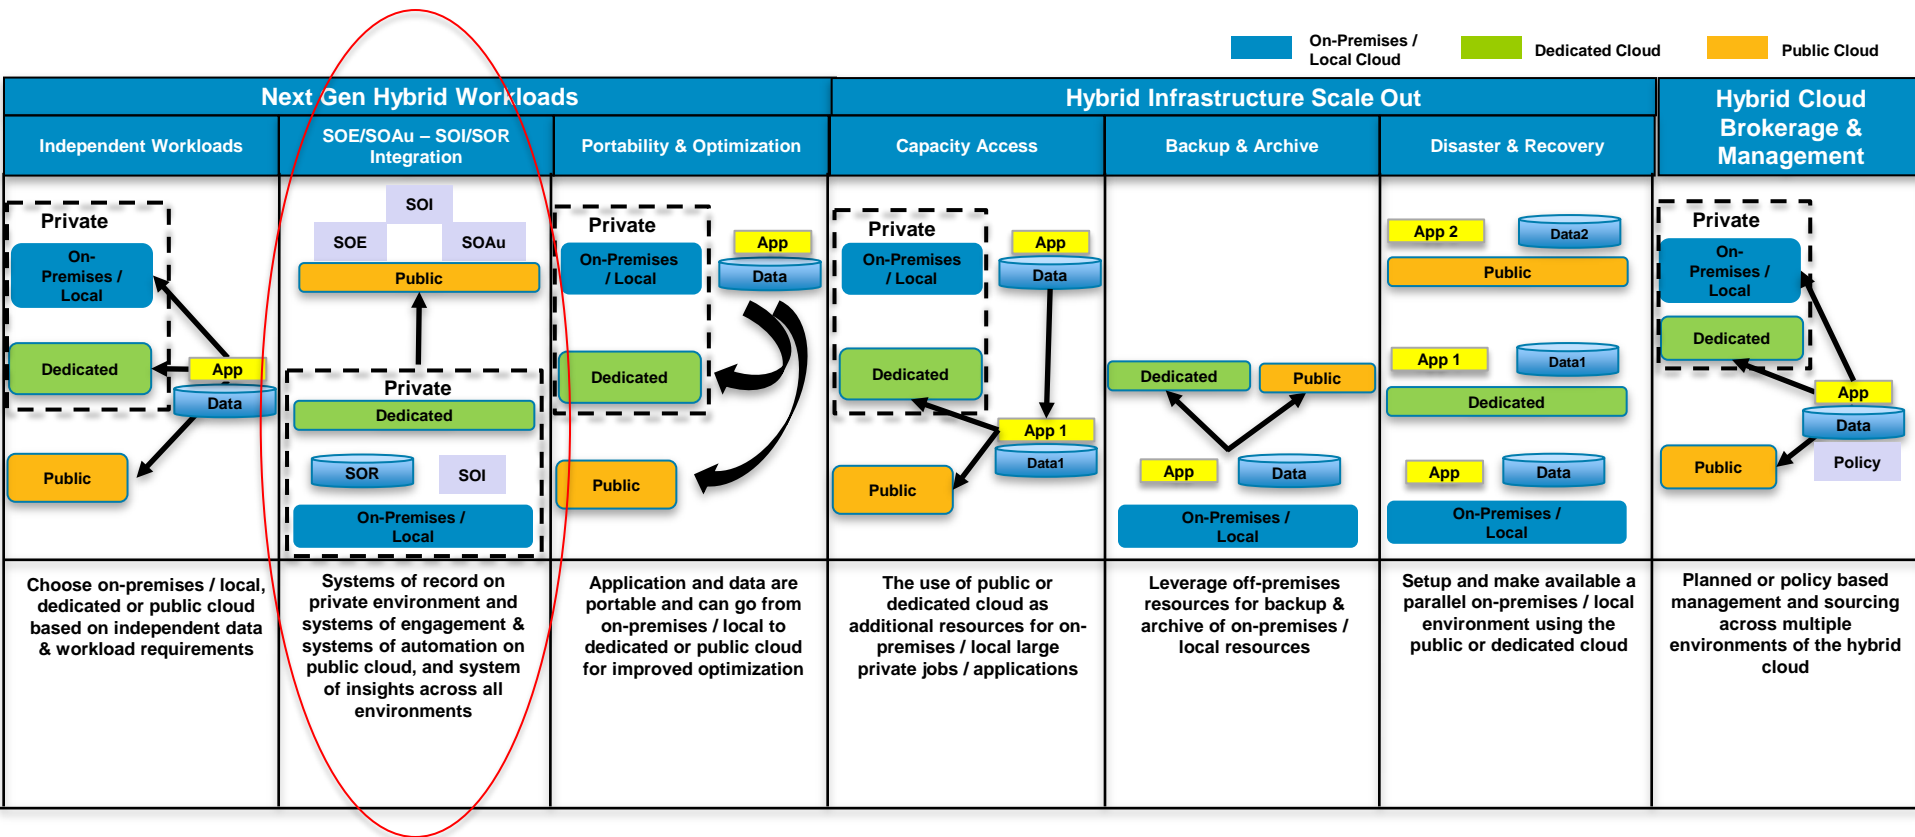 On-Premises /
Local Cloud
Dedicated Cloud
Public Cloud
Next Gen Hybrid Workloads
Hybrid Infrastructure Scale Out
Hybrid Cloud
Brokerage &
Management
Independent Workloads
SOE/SOAu – SOI/SOR
Integration
Portability & Optimization
Capacity Access
Backup & Archive
Disaster & Recovery
Private
On-
Premises /
Local
Dedicated
App
Data
Public
SOI
SOE
SOAu
Public
Private
Dedicated
SOR
SOI
On-Premises /
Local
Private
On-Premises
/ Local
App
Data
Dedicated
Public
Private
On-Premises
/ Local
App
Data
Dedicated
App 1
Data1
Public
Dedicated
Public
App
Data
On-Premises /
Local
App 2
Data2
Public
App 1
Data1
Dedicated
App
Data
On-Premises /
Local
Private
On-
Premises /
Local
Dedicated
App
Data
Policy
Public
Choose on-premises / local,
dedicated or public cloud
based on independent data
& workload requirements
Systems of record on
private environment and
systems of engagement &
systems of automation on
public cloud, and system
of insights across all
environments
Application and data are
portable and can go from
on-premises / local to
dedicated or public cloud
for improved optimization
The use of public or
dedicated cloud as
additional resources for on-
premises / local large
private jobs / applications
Leverage off-premises
resources for backup &
archive of on-premises /
local resources
Setup and make available a
parallel on-premises / local
environment using the
public or dedicated cloud
Planned or policy based
management and sourcing
across multiple
environments of the hybrid
cloud